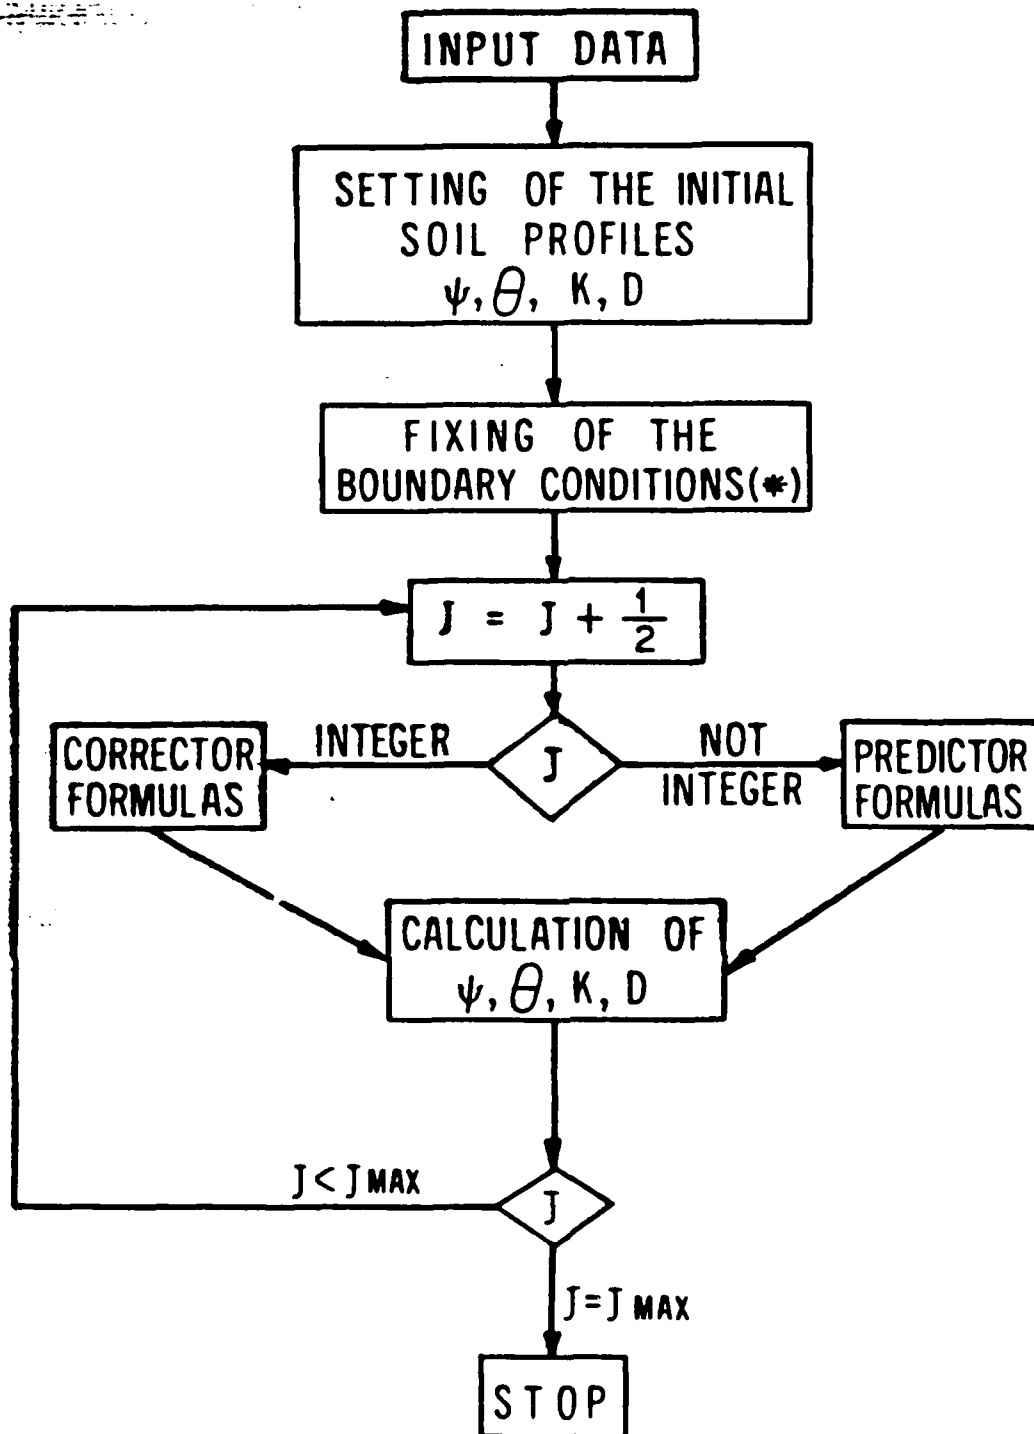 INPUT DATA
SETTING OF THE INITIAL
SOIL PROFILES
ψ, θ, K, D
FIXING OF THE
BOUNDARY CONDITIONS(*)
J = J + 1/2
J
INTEGER
NOT
INTEGER
CORRECTOR
FORMULAS
PREDICTOR
FORMULAS
CALCULATION OF
ψ, θ, K, D
J < J MAX
J
J = J MAX
STOP